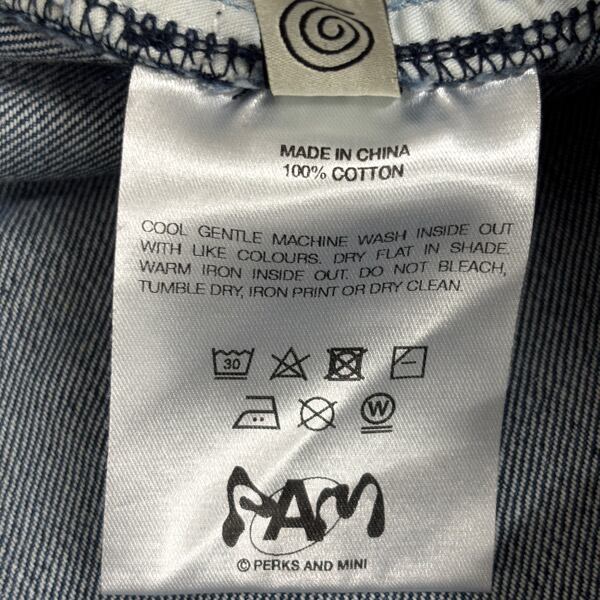 MADE IN CHINA
100% COTTON
COOL GENTLE MACHINE WASH INSIDE OUT
WITH LIKE COLOURS. DRY FLAT IN SHADE.
WARM IRON INSIDE OUT. DO NOT BLEACH,
TUMBLE DRY, IRON PRINT OR DRY CLEAN.
30
W
PAM
© PERKS AND MINI